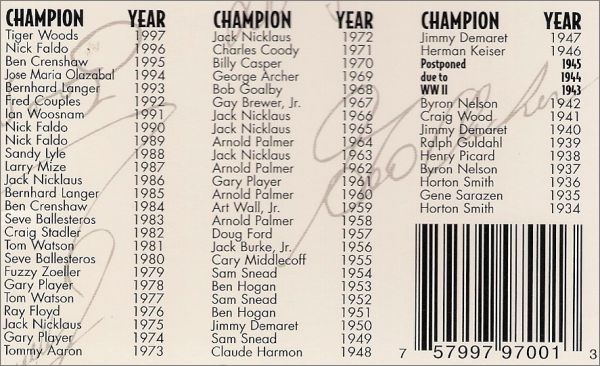 CHAMPION YEAR
Tiger Woods 1997
Nick Faldo 1996
Ben Crenshaw 1995
Jose Maria Olazabal 1994
Bernhard Langer 1993
Fred Couples 1992
Ian Woosnam 1991
Nick Faldo 1990
Nick Faldo 1989
Sandy Lyle 1988
Larry Mize 1987
Jack Nicklaus 1986
Bernhard Langer 1985
Ben Crenshaw 1984
Seve Ballesteros 1983
Craig Stadler 1982
Tom Watson 1981
Seve Ballesteros 1980
Fuzzy Zoeller 1979
Gary Player 1978
Tom Watson 1977
Ray Floyd 1976
Jack Nicklaus 1975
Gary Player 1974
Tommy Aaron 1973
CHAMPION YEAR
Jack Nicklaus 1972
Charles Coody 1971
Billy Casper 1970
George Archer 1969
Bob Goalby 1968
Gay Brewer, Jr. 1967
Jack Nicklaus 1966
Jack Nicklaus 1965
Arnold Palmer 1964
Jack Nicklaus 1963
Arnold Palmer 1962
Gary Player 1961
Arnold Palmer 1960
Art Wall, Jr. 1959
Arnold Palmer 1958
Doug Ford 1957
Jack Burke, Jr. 1956
Cary Middlecoff 1955
Sam Snead 1954
Ben Hogan 1953
Sam Snead 1952
Ben Hogan 1951
Jimmy Demaret 1950
Sam Snead 1949
Claude Harmon 1948
CHAMPION YEAR
Jimmy Demaret 1947
Herman Keiser 1946
Postponed 1945
due to 1944
WW II 1943
Byron Nelson 1942
Craig Wood 1941
Jimmy Demaret 1940
Ralph Guldahl 1939
Henry Picard 1938
Byron Nelson 1937
Horton Smith 1936
Gene Sarazen 1935
Horton Smith 1934
7 57997 97001 3